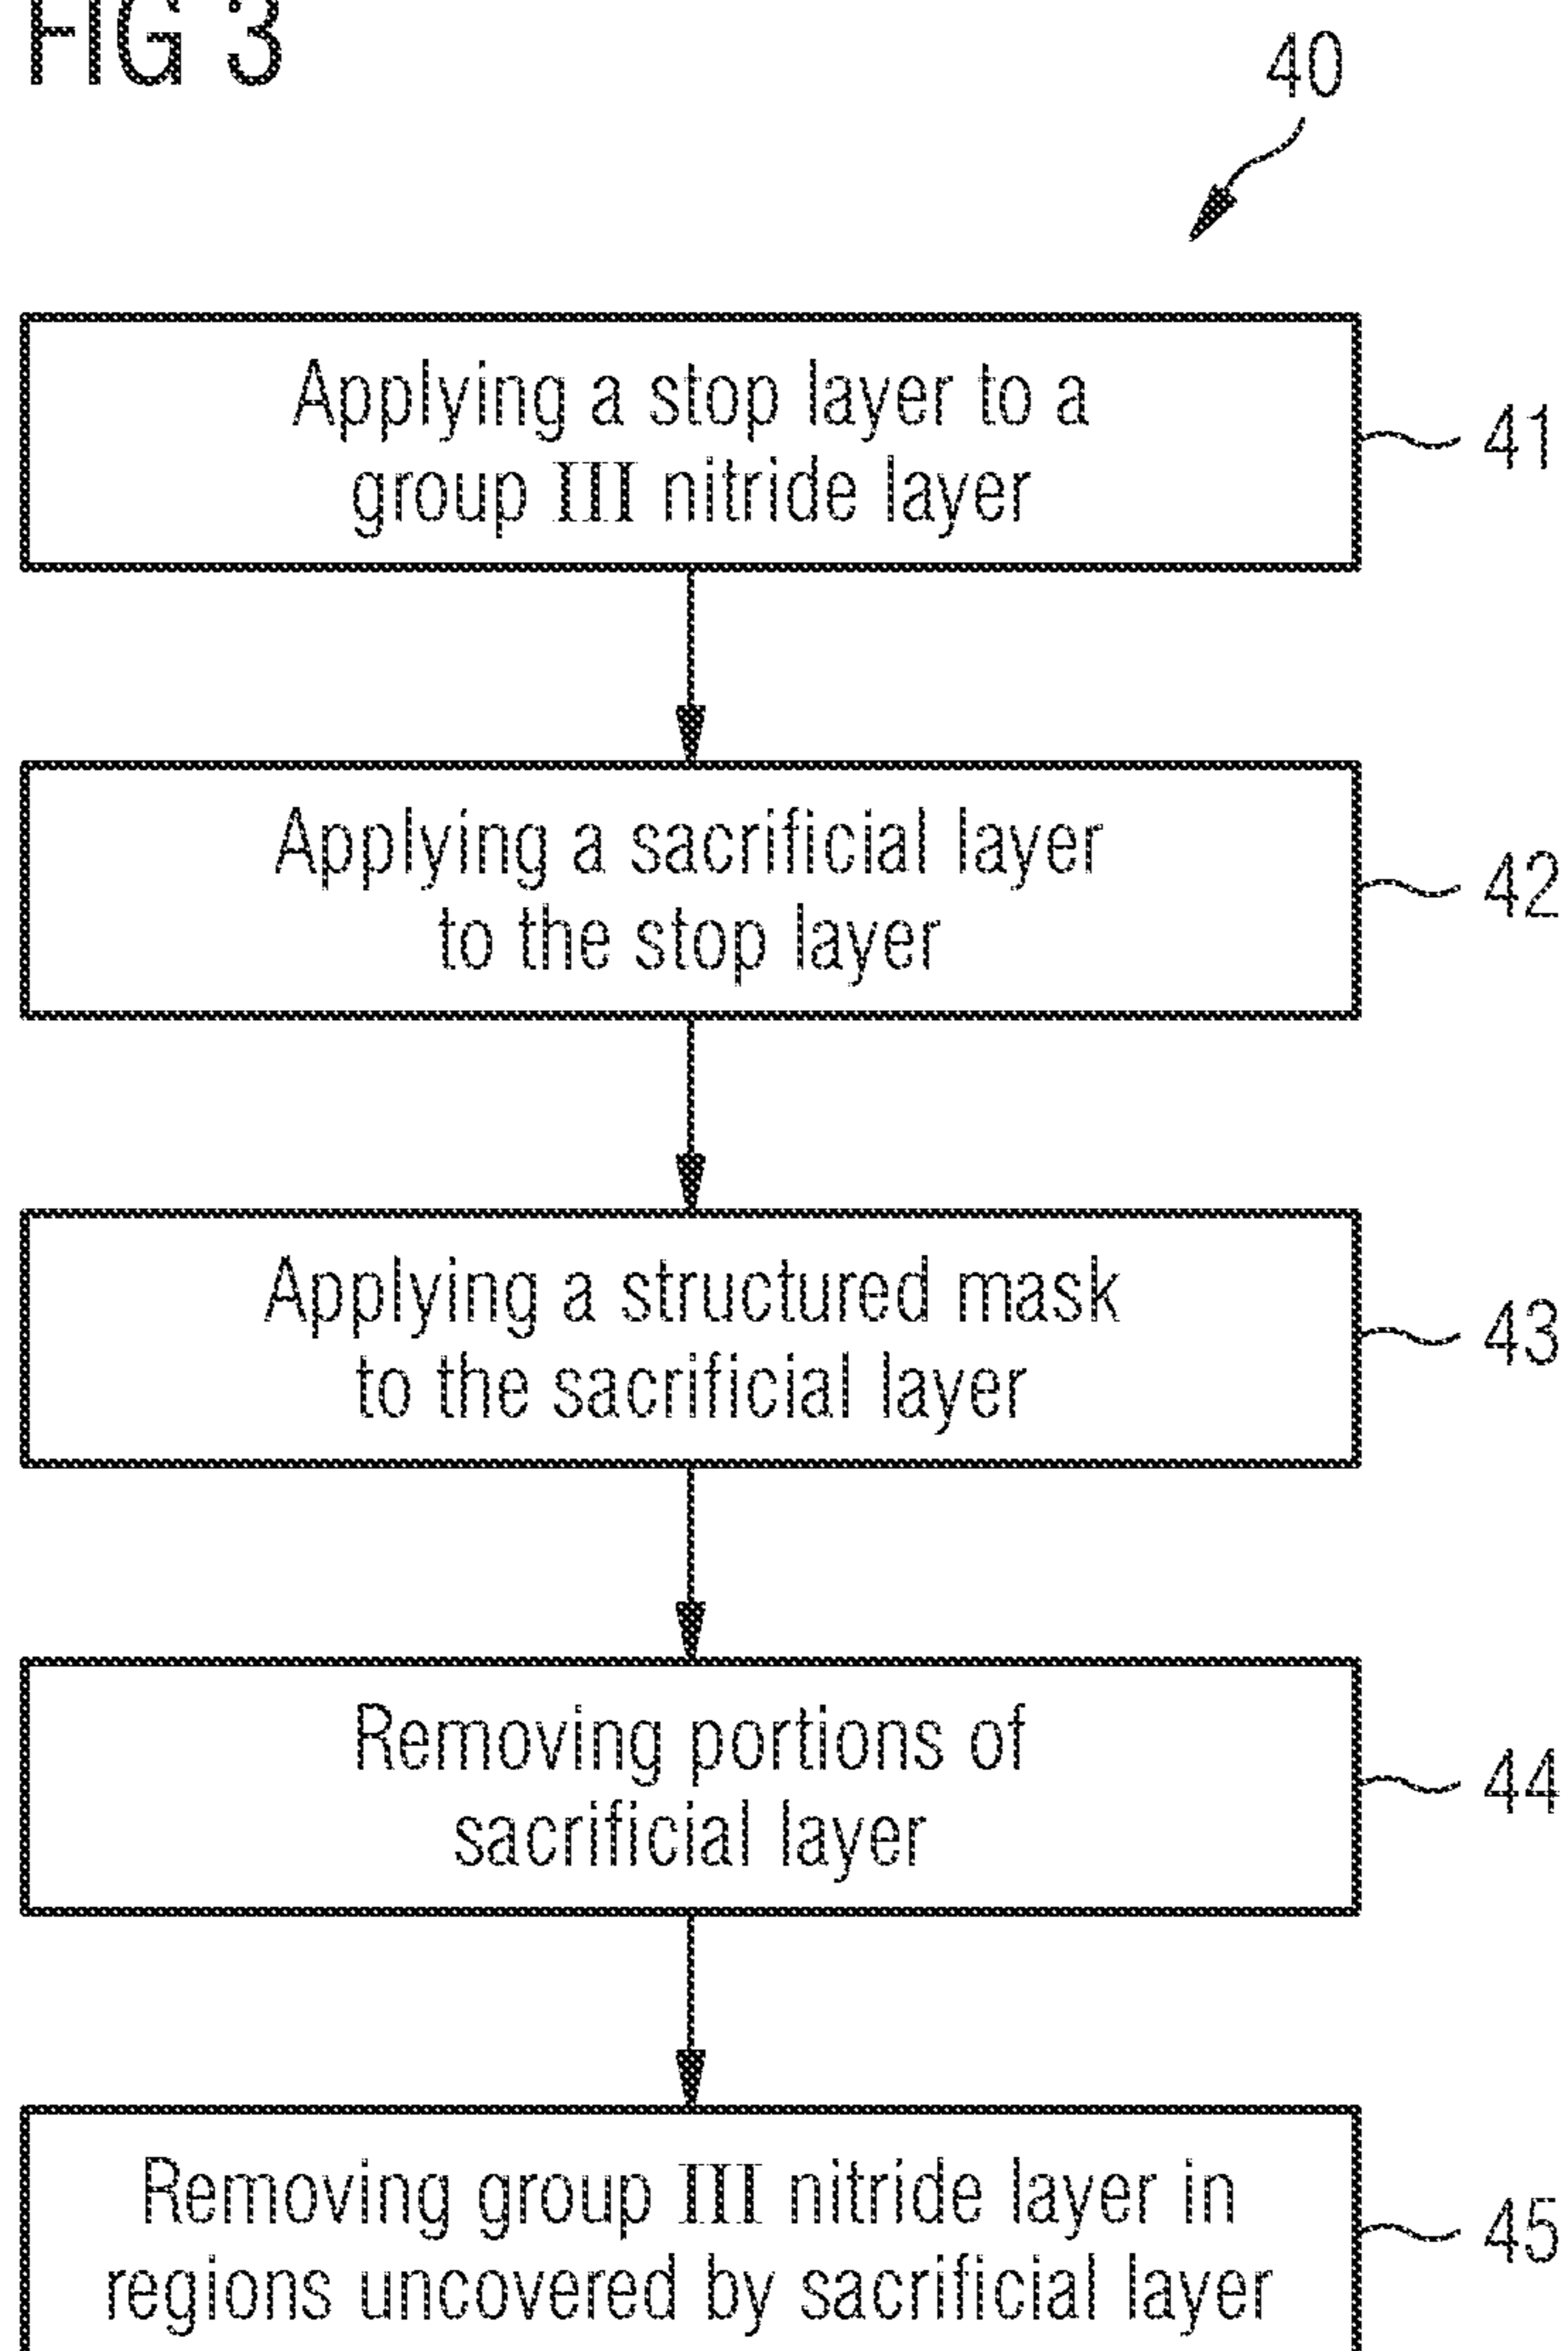 FIG 3
40
Applying a stop layer to a
group III nitride layer
41
Applying a sacrificial layer
to the stop layer
42
Applying a structured mask
to the sacrificial layer
43
Removing portions of
sacrificial layer
44
Removing group III nitride layer in
regions uncovered by sacrificial layer
45